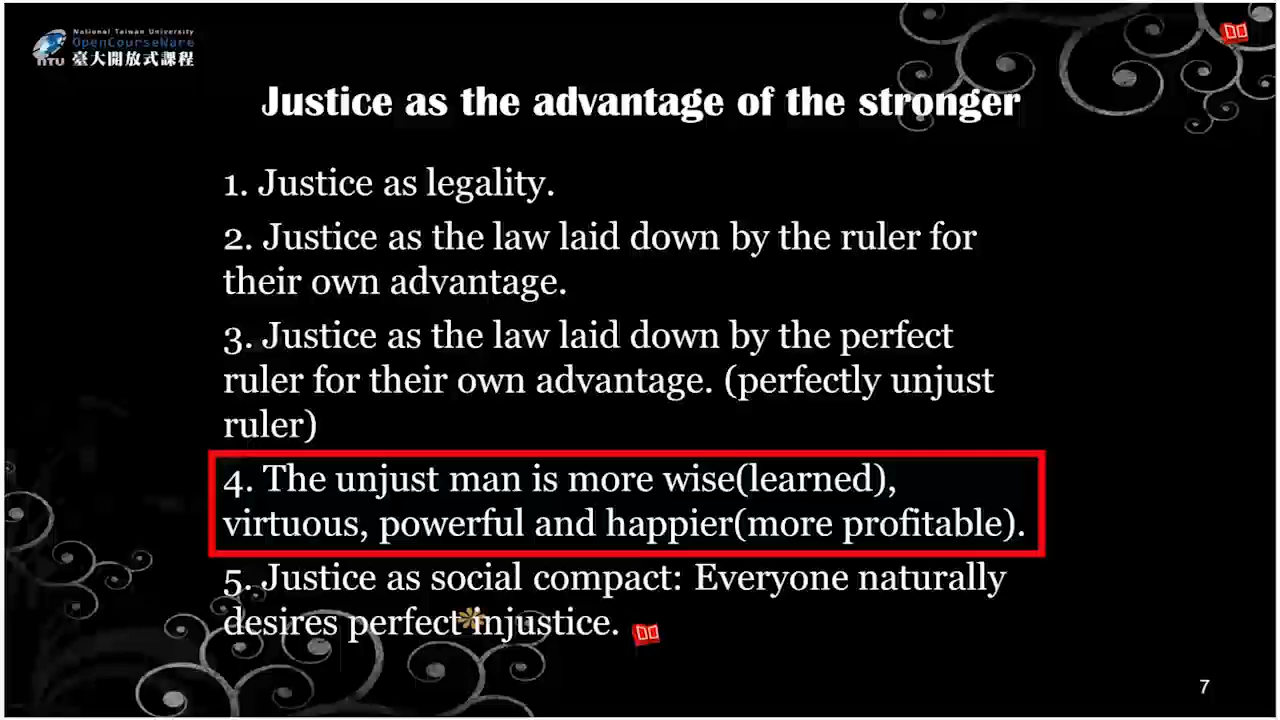 National Taiwan University
OpenCourseWare
NTU 臺大開放式課程
Justice as the advantage of the stronger
1. Justice as legality.
2. Justice as the law laid down by the ruler for
their own advantage.
3. Justice as the law laid down by the perfect
ruler for their own advantage. (perfectly unjust
ruler)
4. The unjust man is more wise(learned),
virtuous, powerful and happier(more profitable).
5. Justice as social compact: Everyone naturally
desires perfect injustice.
7